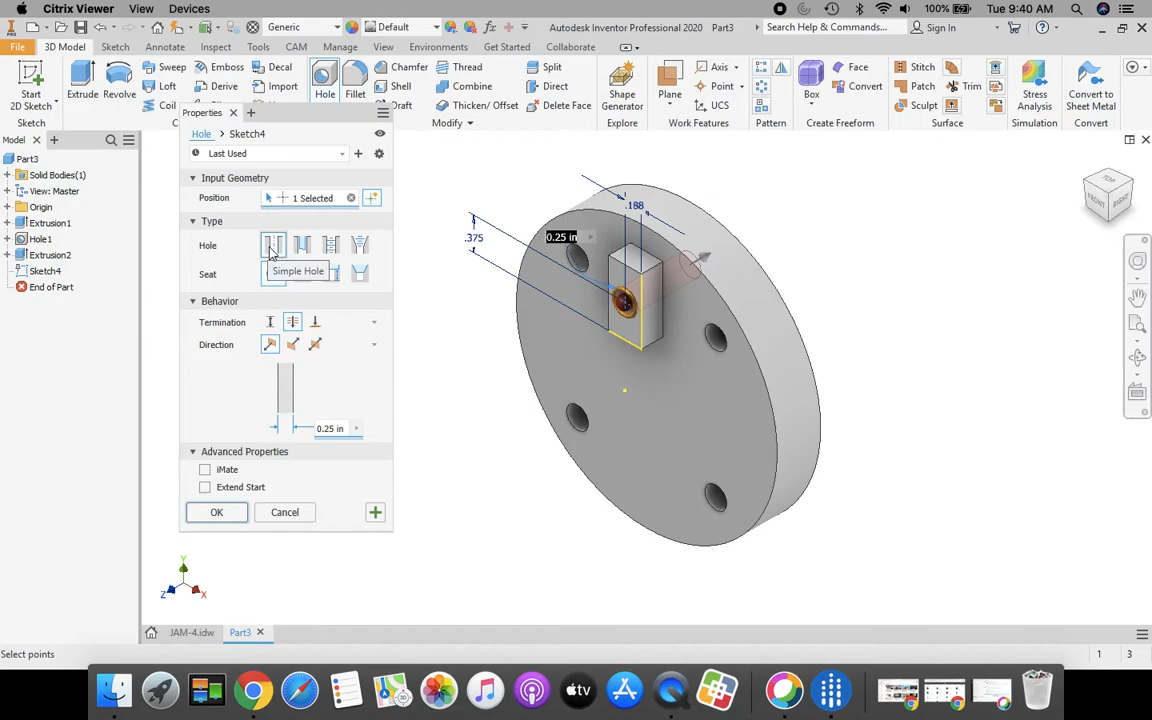 Citrix Viewer View Devices 100% Tue 9:40 AM
Generic Default Autodesk Inventor Professional 2020 Part3 Search Help & Commands... Sign In
File 3D Model Sketch Annotate Inspect Tools CAM Manage View Environments Get Started Collaborate
Start
2D Sketch
Extrude
Revolve
Sweep
Loft
Coil
Emboss
Derive
Decal
Import
Hole
Fillet
Chamfer
Shell
Draft
Thread
Combine
Thicken/ Offset
Split
Direct
Delete Face
Shape
Generator
Plane
Axis
Point
UCS
Box
Face
Convert
Stitch
Patch
Sculpt
Trim
Stress
Analysis
Convert to
Sheet Metal
Sketch
Modify
Explore
Work Features
Pattern
Create Freeform
Surface
Simulation
Convert
Model
Part3
Solid Bodies(1)
View: Master
Origin
Extrusion1
Hole1
Extrusion2
Sketch4
End of Part
Properties
Hole > Sketch4
Last Used
Input Geometry
Position 1 Selected
Type
Hole
Seat
Simple Hole
Behavior
Termination
Direction
0.25 in
Advanced Properties
iMate
Extend Start
OK Cancel
.188
.375
0.25 in
TOP
FRONT
RIGHT
Y
Z
X
JAM-4.idw Part3
Select points 1 3